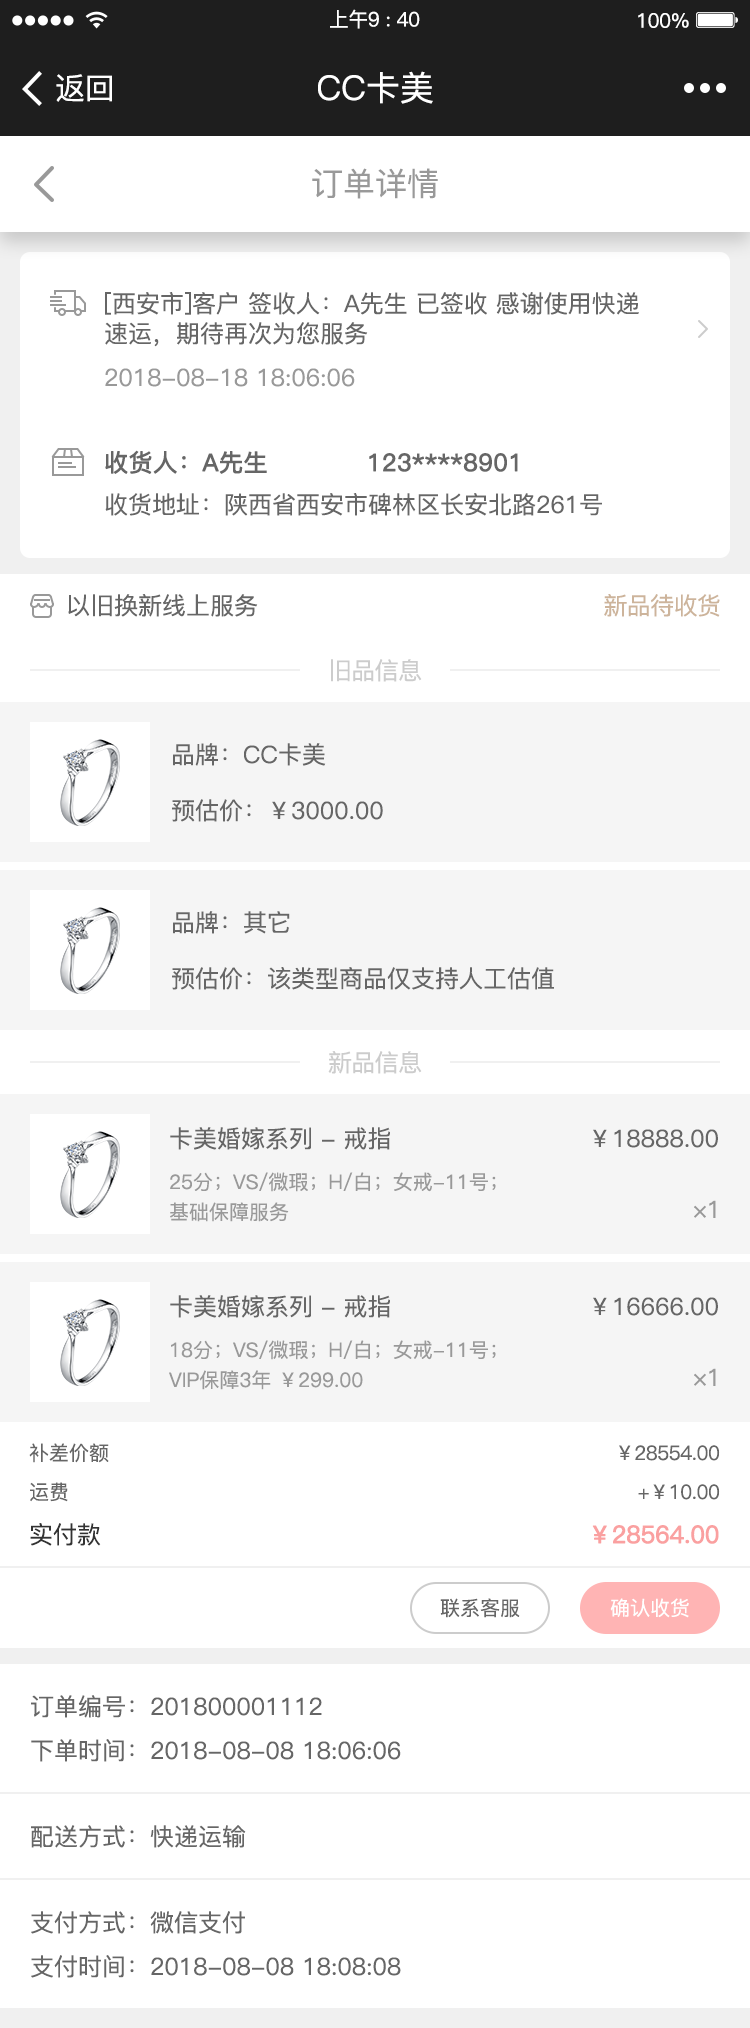 上午9 : 40
100%
返回
CC卡美
订单详情
[西安市]客户 签收人：A先生 已签收 感谢使用快递
速运，期待再次为您服务
2018-08-18 18:06:06
收货人：A先生 123****8901
收货地址：陕西省西安市碑林区长安北路261号
以旧换新线上服务
新品待收货
旧品信息
品牌：CC卡美
预估价：￥3000.00
品牌：其它
预估价：该类型商品仅支持人工估值
新品信息
卡美婚嫁系列 - 戒指 ￥18888.00
25分；VS/微瑕；H/白；女戒-11号；
基础保障服务 ×1
卡美婚嫁系列 - 戒指 ￥16666.00
18分；VS/微瑕；H/白；女戒-11号；
VIP保障3年 ￥299.00 ×1
补差价额 ￥28554.00
运费 +￥10.00
实付款 ￥28564.00
联系客服
确认收货
订单编号：201800001112
下单时间：2018-08-08 18:06:06
配送方式：快递运输
支付方式：微信支付
支付时间：2018-08-08 18:08:08